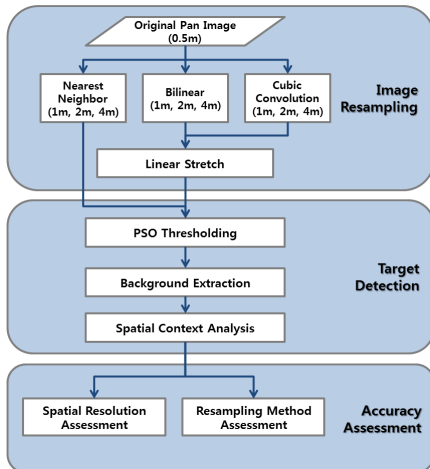 Original Pan Image
(0.5m)
Nearest
Neighbor
(1m, 2m, 4m)
Bilinear
(1m, 2m, 4m)
Cubic
Convolution
(1m, 2m, 4m)
Image
Resampling
Linear Stretch
PSO Thresholding
Background Extraction
Target
Detection
Spatial Context Analysis
Spatial Resolution
Assessment
Resampling Method
Assessment
Accuracy
Assessment